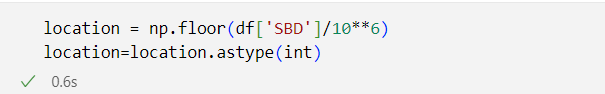 location = np.floor(df['SBD']/10**6)
location=location.astype(int)
✓ 0.6s